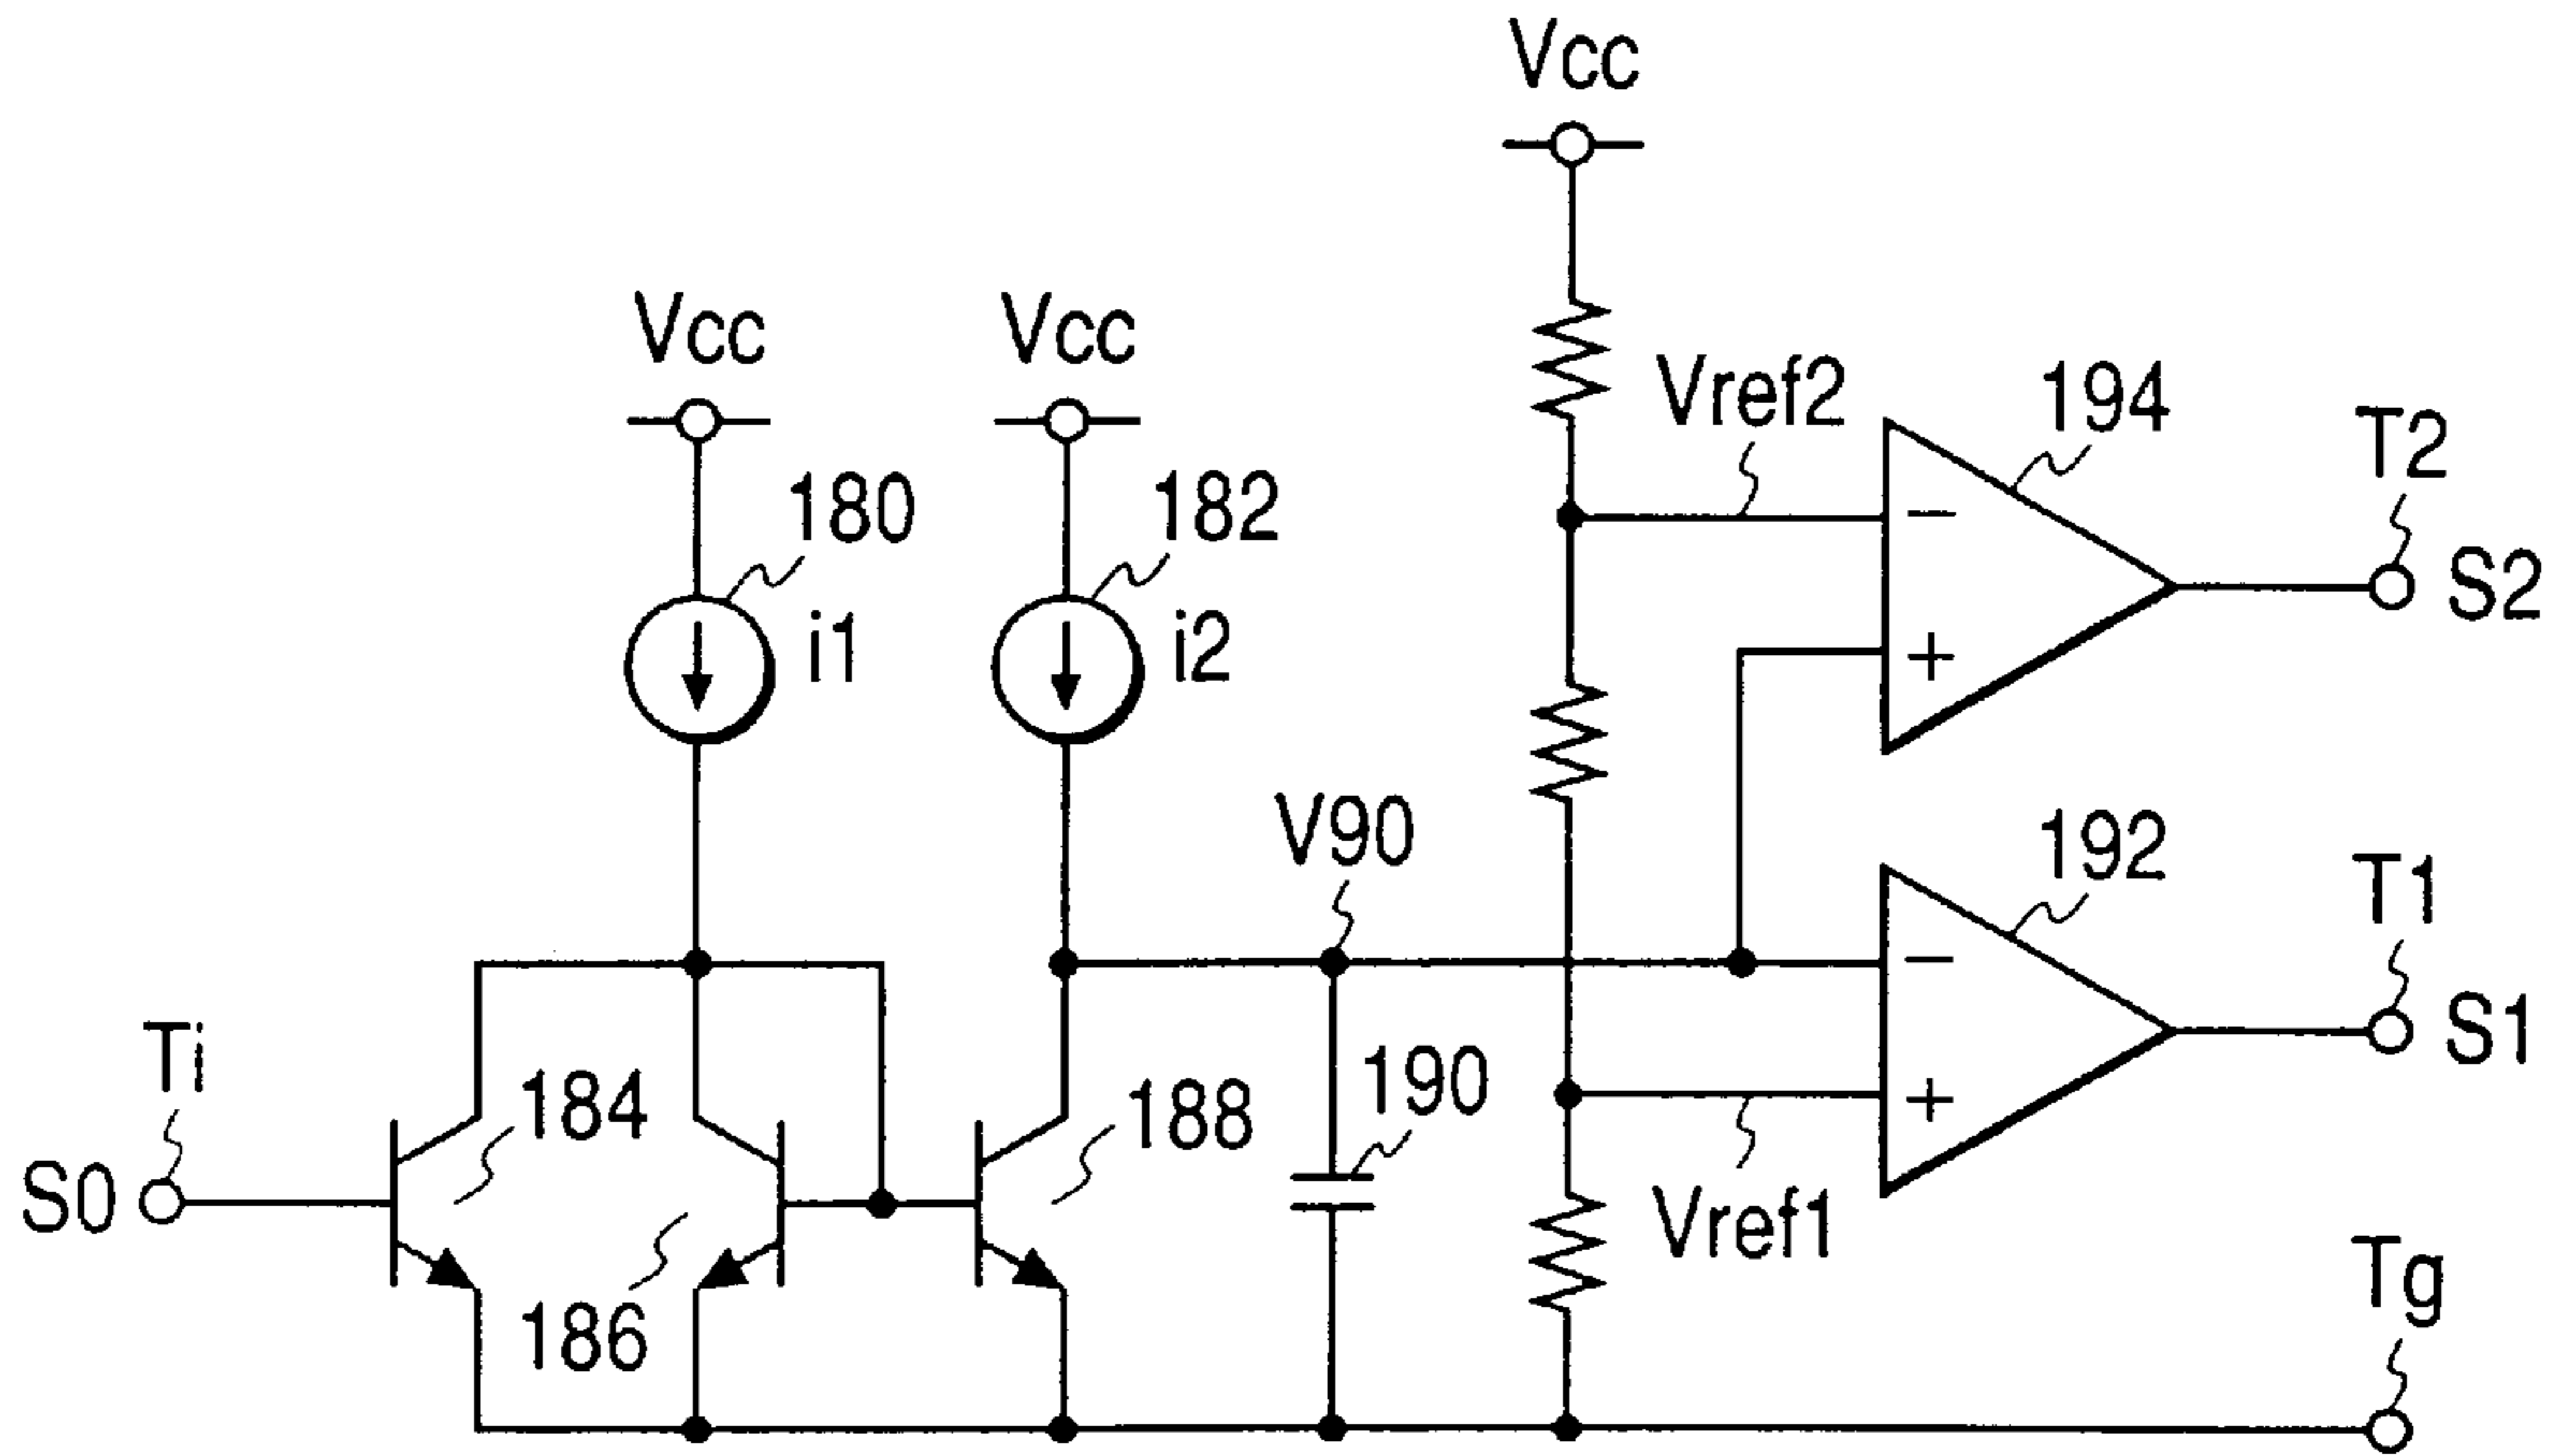 Vcc
Vcc
Vcc
Vref2
194
T2
180
182
S2
i1
i2
−
+
V90
192
T1
−
S1
Ti
184
190
188
+
S0
Vref1
186
Tg